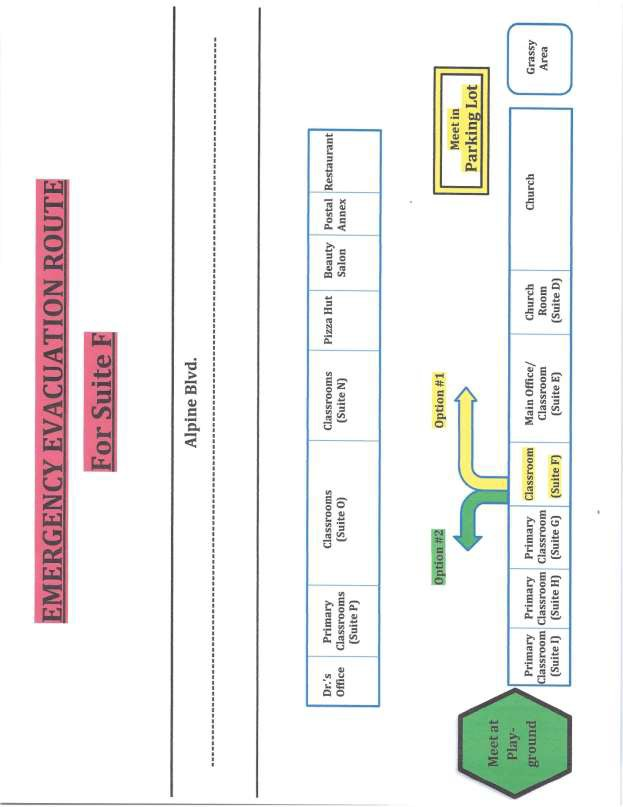 EMERGENCY EVACUATION ROUTE
For Suite F
Alpine Blvd.
Dr.'s
Office
Primary
Classrooms
(Suite P)
Classrooms
(Suite O)
Classrooms
(Suite N)
Pizza Hut
Beauty
Salon
Postal
Annex
Restaurant
Option #2
Option #1
Meet in
Parking Lot
Meet at
Play-
ground
Primary
Classroom
(Suite I)
Primary
Classroom
(Suite H)
Primary
Classroom
(Suite G)
Classroom
(Suite F)
Main Office/
Classroom
(Suite E)
Church
Room
(Suite D)
Church
Grassy
Area